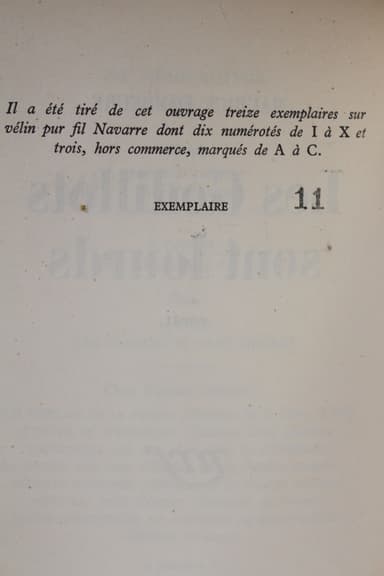 Il a été tiré de cet ouvrage treize exemplaires sur
vélin pur fil Navarre dont dix numérotés de I à X et
trois, hors commerce, marqués de A à C.
EXEMPLAIRE 11